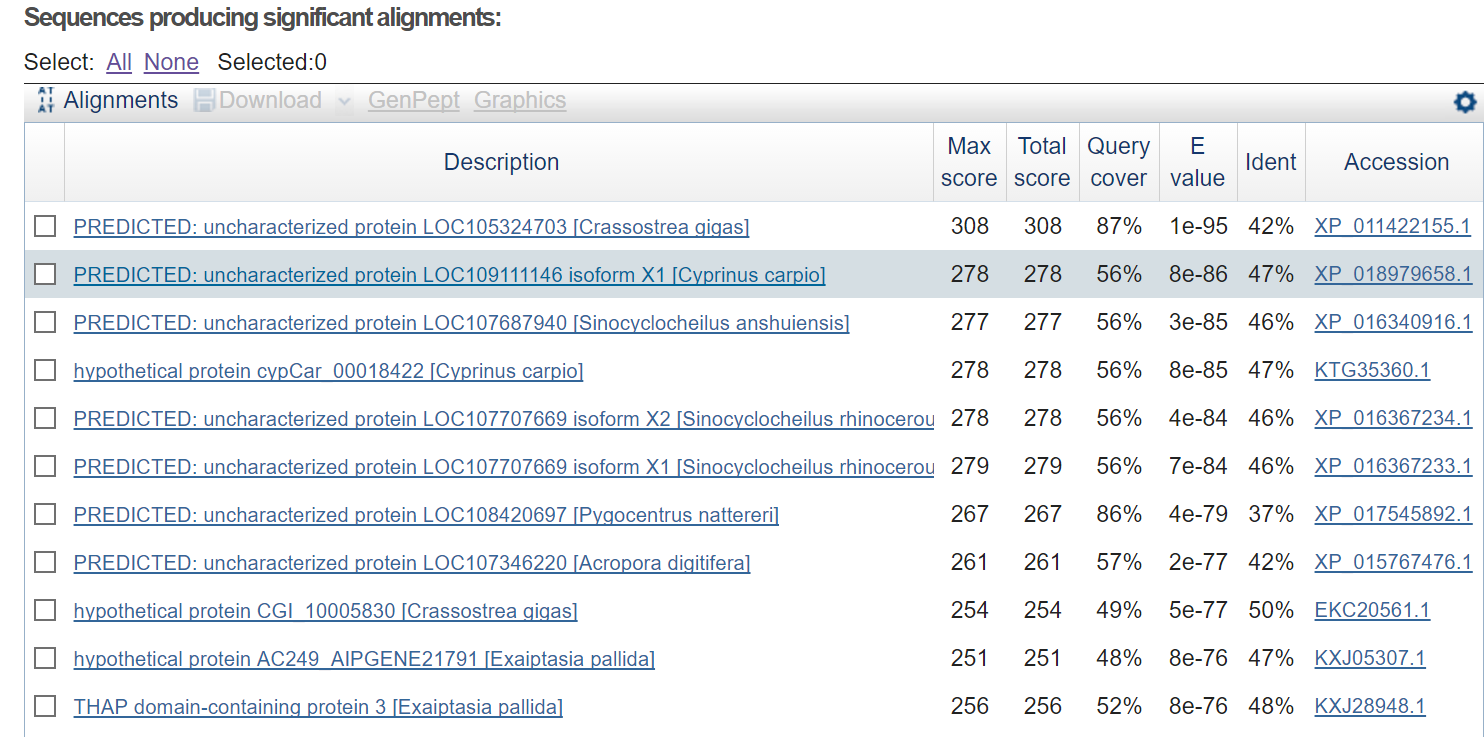 Sequences producing significant alignments:
Select: All None Selected:0
Alignments Download GenPept Graphics
Description Max score Total score Query cover E value Ident Accession
PREDICTED: uncharacterized protein LOC105324703 [Crassostrea gigas] 308 308 87% 1e-95 42% XP_011422155.1
PREDICTED: uncharacterized protein LOC109111146 isoform X1 [Cyprinus carpio] 278 278 56% 8e-86 47% XP_018979658.1
PREDICTED: uncharacterized protein LOC107687940 [Sinocyclocheilus anshuiensis] 277 277 56% 3e-85 46% XP_016340916.1
hypothetical protein cypCar_00018422 [Cyprinus carpio] 278 278 56% 8e-85 47% KTG35360.1
PREDICTED: uncharacterized protein LOC107707669 isoform X2 [Sinocyclocheilus rhinocerou 278 278 56% 4e-84 46% XP_016367234.1
PREDICTED: uncharacterized protein LOC107707669 isoform X1 [Sinocyclocheilus rhinocerou 279 279 56% 7e-84 46% XP_016367233.1
PREDICTED: uncharacterized protein LOC108420697 [Pygocentrus nattereri] 267 267 86% 4e-79 37% XP_017545892.1
PREDICTED: uncharacterized protein LOC107346220 [Acropora digitifera] 261 261 57% 2e-77 42% XP_015767476.1
hypothetical protein CGI_10005830 [Crassostrea gigas] 254 254 49% 5e-77 50% EKC20561.1
hypothetical protein AC249_AIPGENE21791 [Exaiptasia pallida] 251 251 48% 8e-76 47% KXJ05307.1
THAP domain-containing protein 3 [Exaiptasia pallida] 256 256 52% 8e-76 48% KXJ28948.1